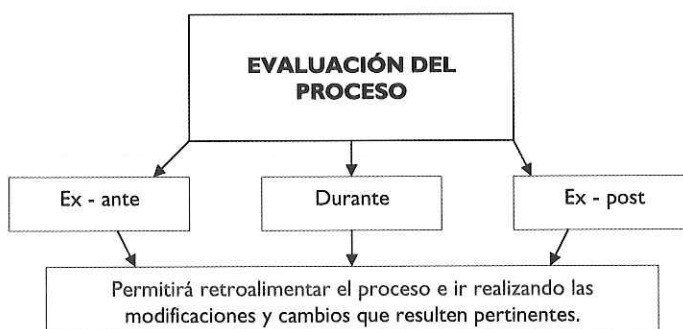 EVALUACIÓN DEL
PROCESO
Ex - ante
Durante
Ex - post
Permitirá retroalimentar el proceso e ir realizando las
modificaciones y cambios que resulten pertinentes.